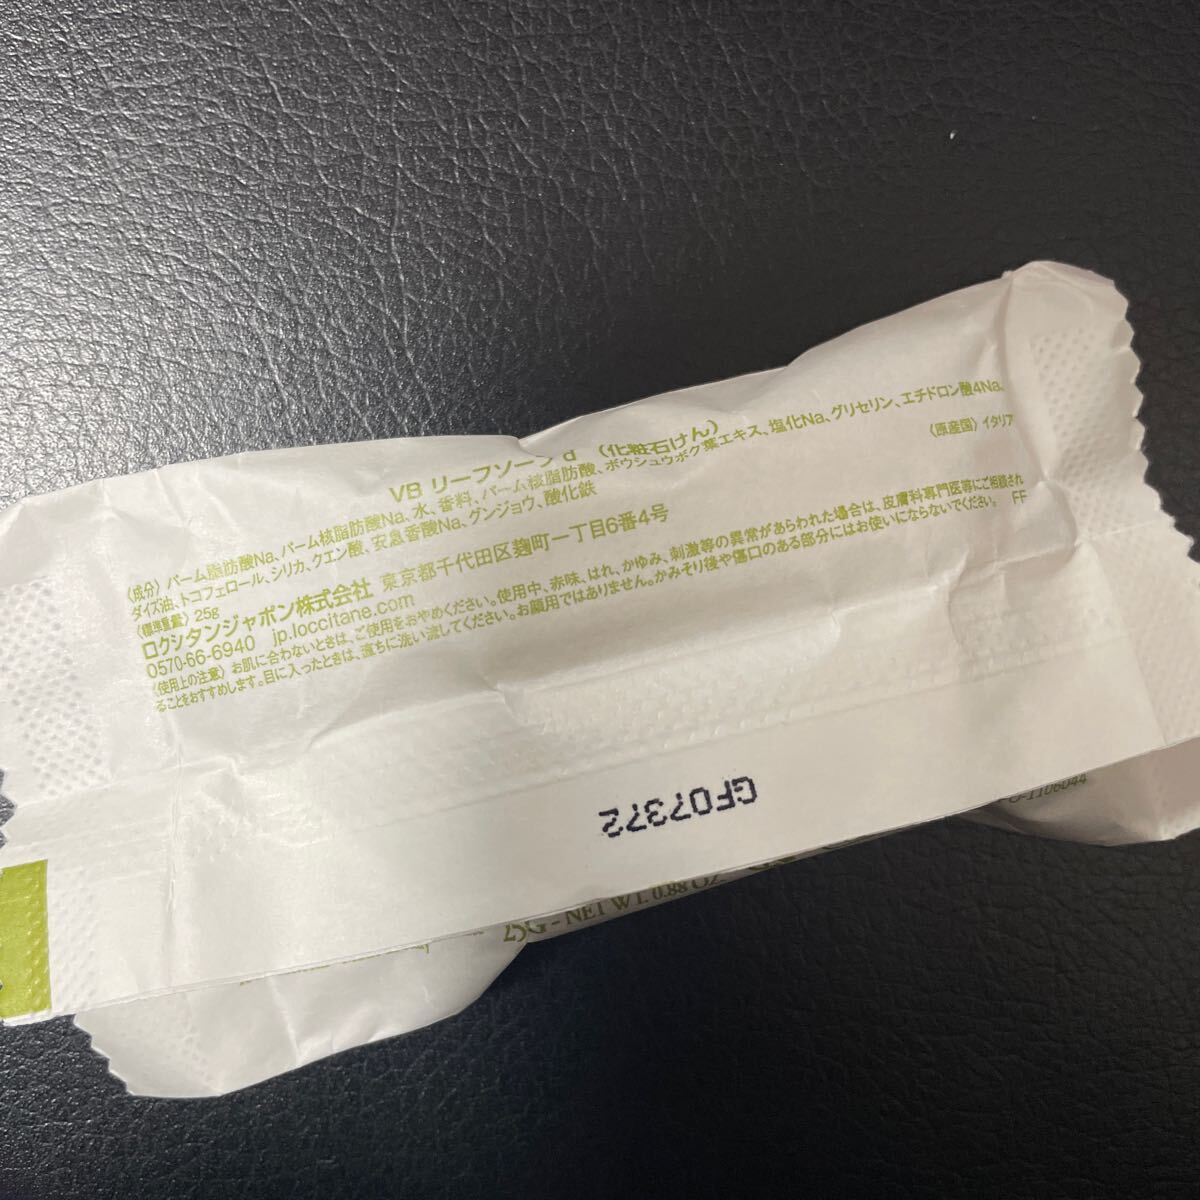 VB リーフソープ d （化粧石けん）
〈成分〉パーム脂肪酸Na、パーム核脂肪酸Na、水、香料、パーム核脂肪酸、ボウシュウボク葉エキス、塩化Na、グリセリン、エチドロン酸4Na、
ダイズ油、トコフェロール、シリカ、クエン酸、安息香酸Na、グンジョウ、酸化鉄
〈標準重量〉25g
〈原産国〉イタリア
ロクシタンジャポン株式会社 東京都千代田区麹町一丁目6番4号
0570-66-6940 jp.loccitane.com
〈使用上の注意〉お肌に合わないときは、ご使用をおやめください。使用中、赤味、はれ、かゆみ、刺激等の異常があらわれた場合は、皮膚科専門医等にご相談され
ることをおすすめします。目に入ったときは、直ちに洗い流してください。お顔用ではありません。かみそり後や傷口のある部分にはお使いにならないでください。 FF
GF07372
-1106044
25G - NET WT. 0.88 OZ.